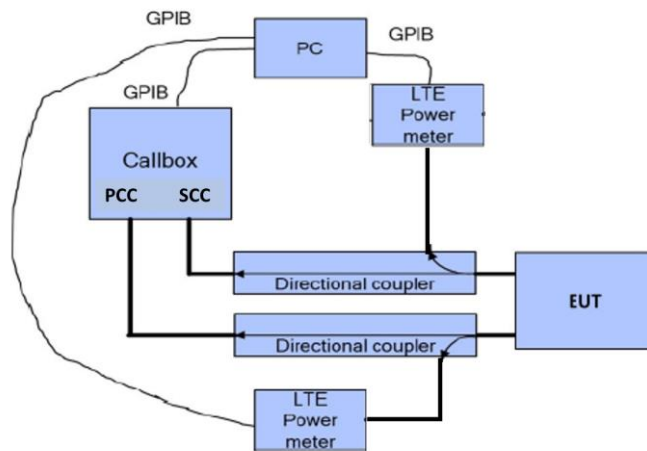 GPIB
PC
GPIB
GPIB
LTE
Power
meter
Callbox
PCC SCC
Directional coupler
EUT
Directional coupler
LTE
Power
meter